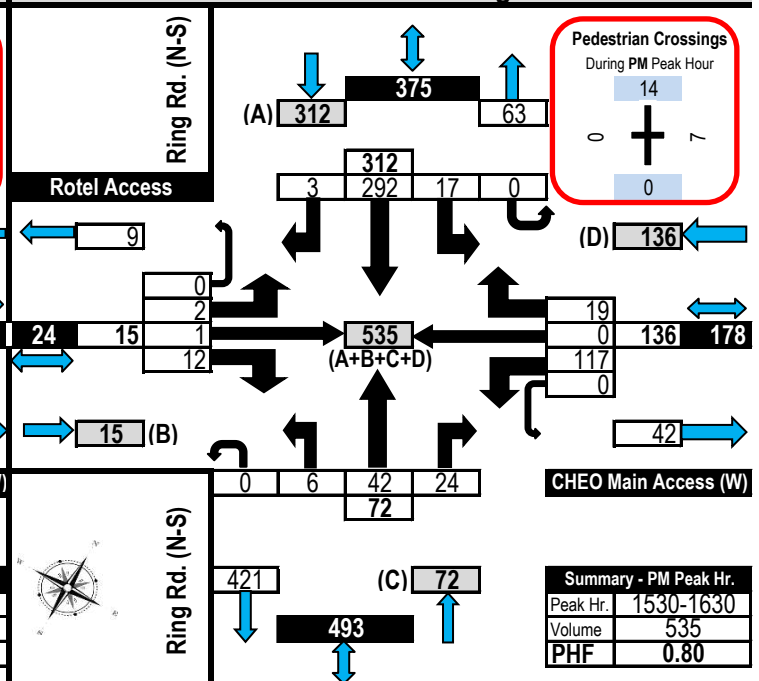 Ring Rd. (N-S)
375
(A) 312
63
Pedestrian Crossings
During PM Peak Hour
14
0
7
0
312
3 292 17 0
Rotel Access
9
(D) 136
0
2
24 15 1
12
535
(A+B+C+D)
19
0 136 178
117
0
15 (B)
42
0 6 42 24
72
CHEO Main Access (W)
)
Ring Rd. (N-S)
421
(C) 72
493
Summary - PM Peak Hr.
Peak Hr. 1530-1630
Volume 535
PHF 0.80